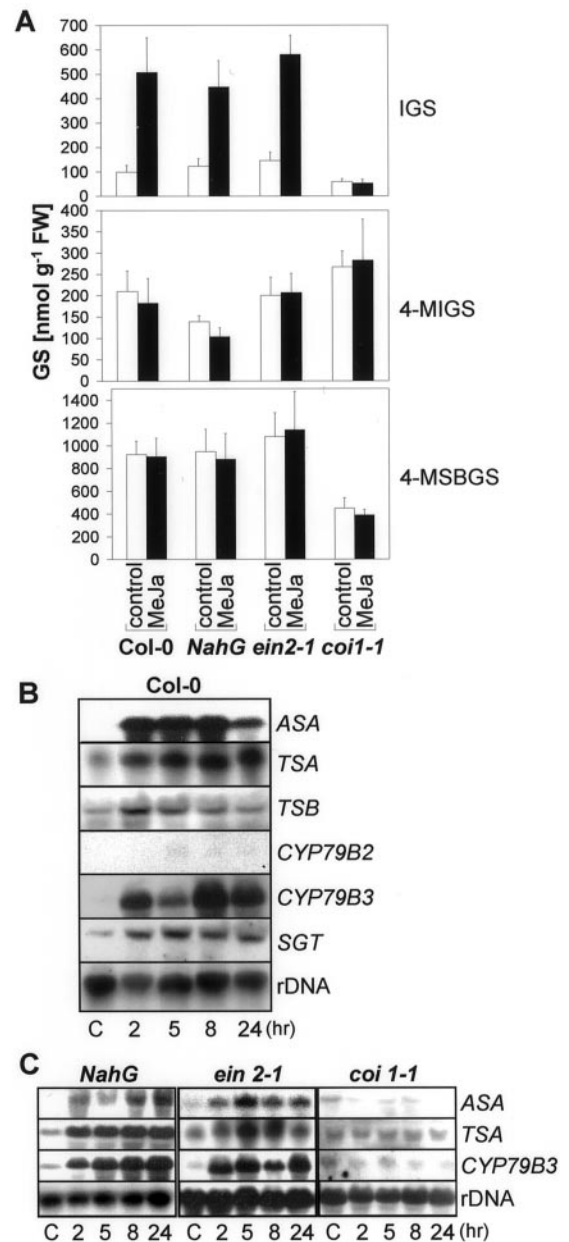 A
GS [nmol g⁻¹ FW]
700
600
500
400
300
200
100
0
IGS
400
350
300
250
200
150
100
50
0
4-MIGS
1400
1200
1000
800
600
400
200
0
4-MSBGS
control MeJa control MeJa control MeJa control MeJa
Col-0 NahG ein2-1 coi1-1
B
Col-0
ASA
TSA
TSB
CYP79B2
CYP79B3
SGT
rDNA
C 2 5 8 24 (hr)
C
NahG ein 2-1 coi 1-1
ASA
TSA
CYP79B3
rDNA
C 2 5 8 24 C 2 5 8 24 C 2 5 8 24 (hr)